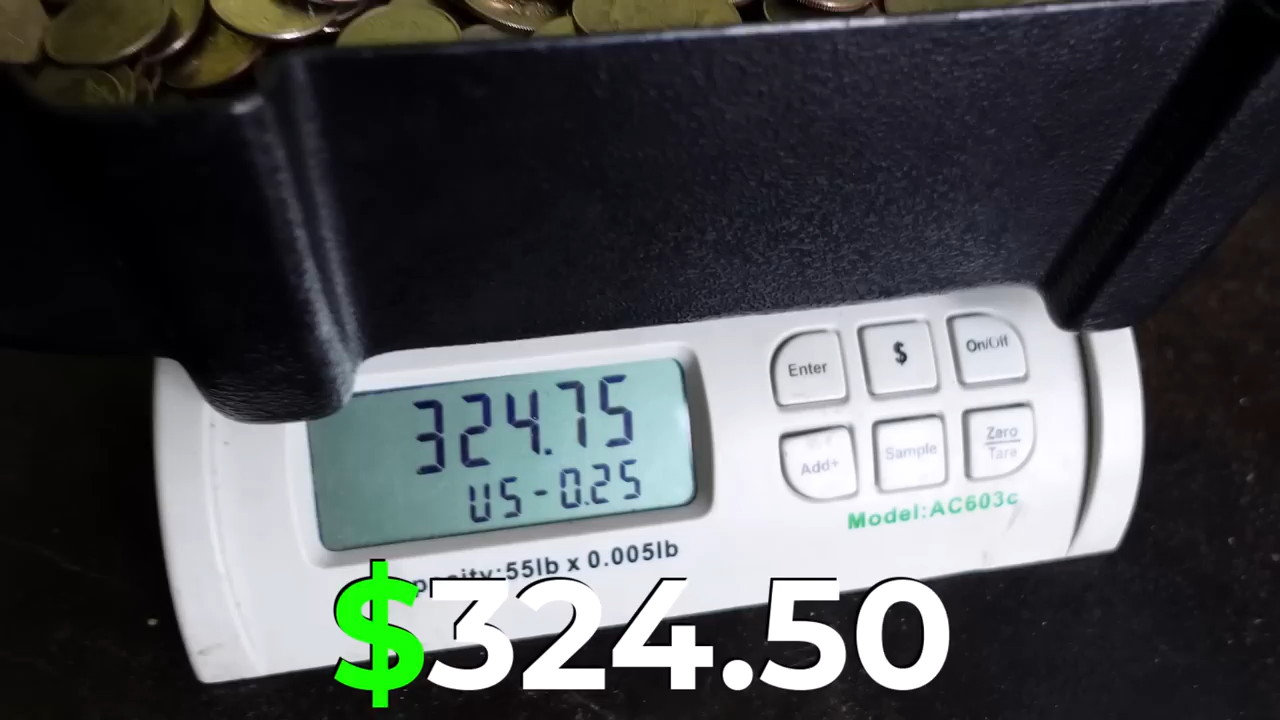 Enter
$
On/Off
Add+
Sample
Zero
Tare
324.75
US-0.25
Model:AC603c
55lb x 0.005lb
$324.50